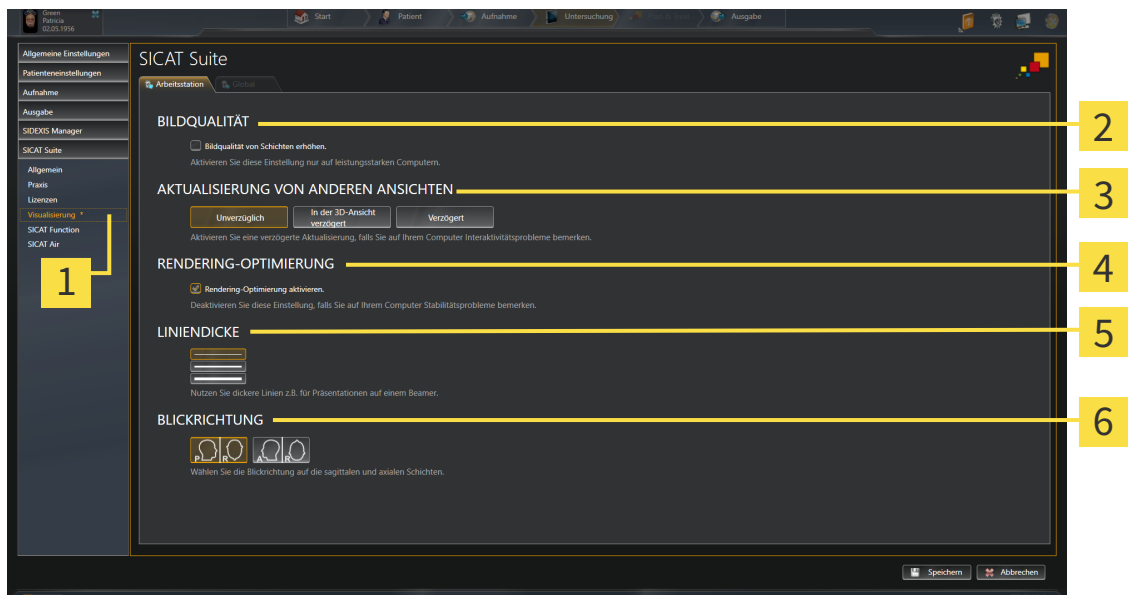 Green
Patricia
02.05.1956
Start
Patient
Aufnahme
Untersuchung
Ausgabe
Allgemeine Einstellungen
Patienteneinstellungen
Aufnahme
Ausgabe
SIDEXIS Manager
SICAT Suite
Allgemein
Praxis
Lizenzen
Visualisierung *
SICAT Function
SICAT Air
1
SICAT Suite
Arbeitsstation
Global
BILDQUALITÄT
2
Bildqualität von Schichten erhöhen.
Aktivieren Sie diese Einstellung nur auf leistungsstarken Computern.
AKTUALISIERUNG VON ANDEREN ANSICHTEN
3
Unverzüglich
In der 3D-Ansicht
verzögert
Verzögert
Aktivieren Sie eine verzögerte Aktualisierung, falls Sie auf Ihrem Computer Interaktivitätsprobleme bemerken.
RENDERING-OPTIMIERUNG
4
Rendering-Optimierung aktivieren.
Deaktivieren Sie diese Einstellung, falls Sie auf Ihrem Computer Stabilitätsprobleme bemerken.
LINIENDICKE
5
Nutzen Sie dickere Linien z.B. für Präsentationen auf einem Beamer.
BLICKRICHTUNG
6
P R A R
Wählen Sie die Blickrichtung auf die sagittalen und axialen Schichten.
Speichern
Abbrechen